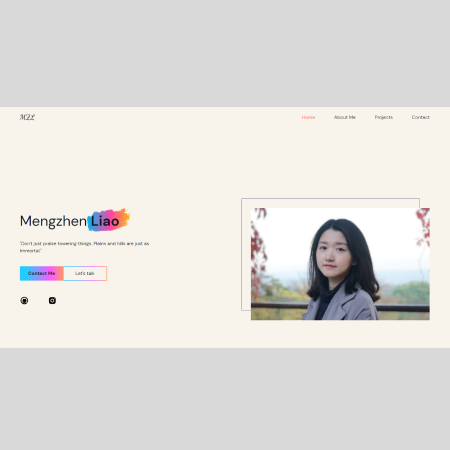 MZL
Home About Me Projects Contact
Mengzhen Liao
"Don't just praise towering things. Plains and hills are just as
immortal."
Contact Me Let's talk